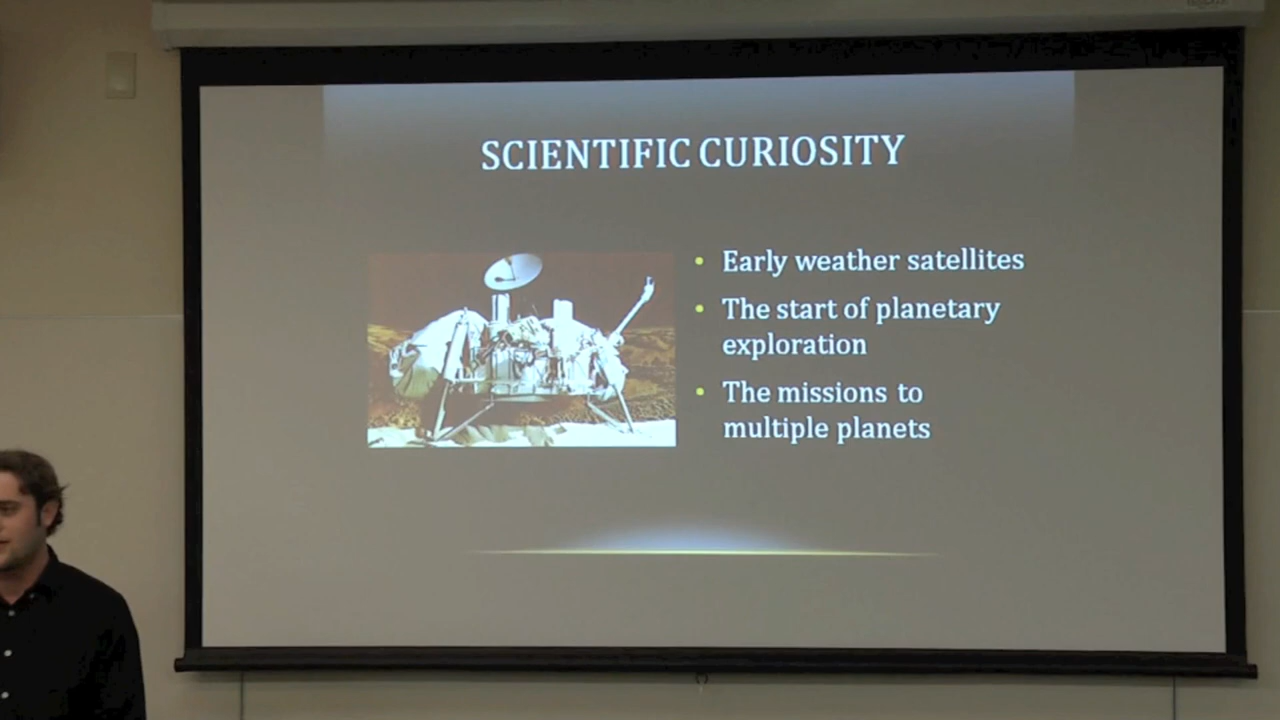 SCIENTIFIC CURIOSITY
• Early weather satellites
• The start of planetary
exploration
• The missions to
multiple planets